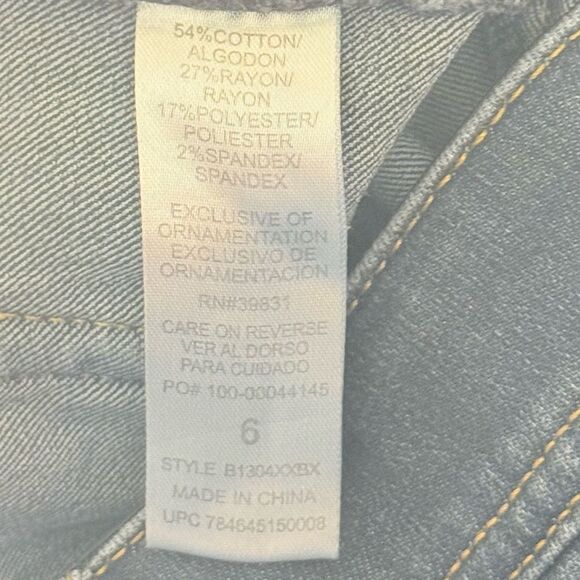 54%COTTON/
ALGODON
27%RAYON/
RAYON
17%POLYESTER/
POLIESTER
2%SPANDEX/
SPANDEX
EXCLUSIVE OF
ORNAMENTATION
EXCLUSIVO DE
ORNAMENTACION
RN#39831
CARE ON REVERSE
VER AL DORSO
PARA CUIDADO
PO# 100-00044145
6
STYLE B1304XXBX
MADE IN CHINA
UPC 784645150008